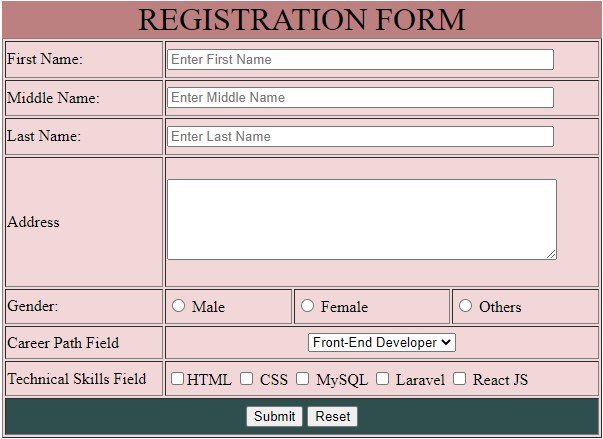 REGISTRATION FORM
First Name: Enter First Name
Middle Name: Enter Middle Name
Last Name: Enter Last Name
Address
Gender: Male Female Others
Career Path Field Front-End Developer
Technical Skills Field HTML CSS MySQL Laravel React JS
Submit Reset